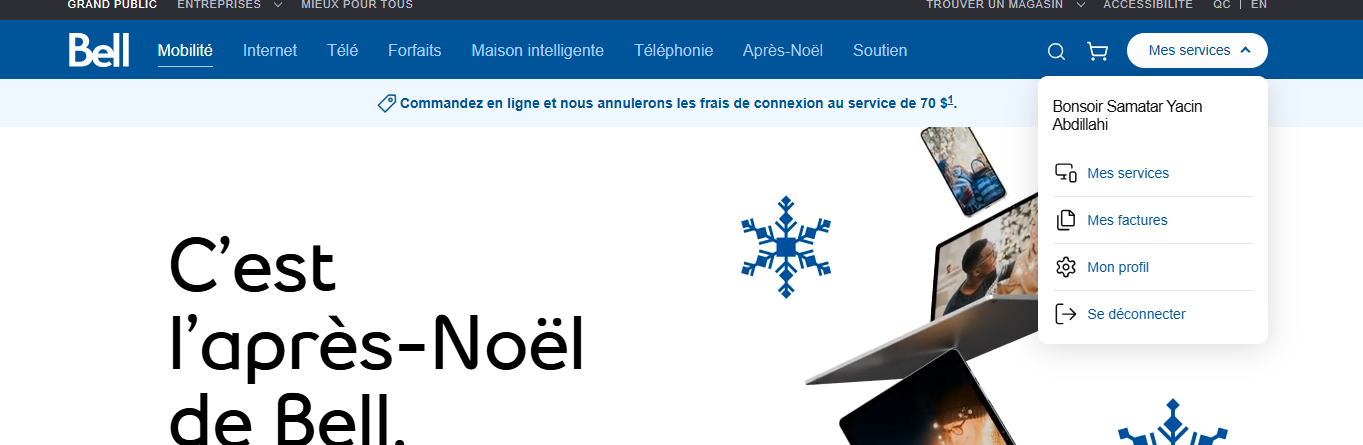 GRAND PUBLIC ENTREPRISES MIEUX POUR TOUS TROUVER UN MAGASIN ACCESSIBILITÉ QC | EN
Bell Mobilité Internet Télé Forfaits Maison intelligente Téléphonie Après-Noël Soutien Mes services
Commandez en ligne et nous annulerons les frais de connexion au service de 70 $1.
Bonsoir Samatar Yacin
Abdillahi
Mes services
Mes factures
Mon profil
Se déconnecter
C’est
l’après-Noël
de Bell.